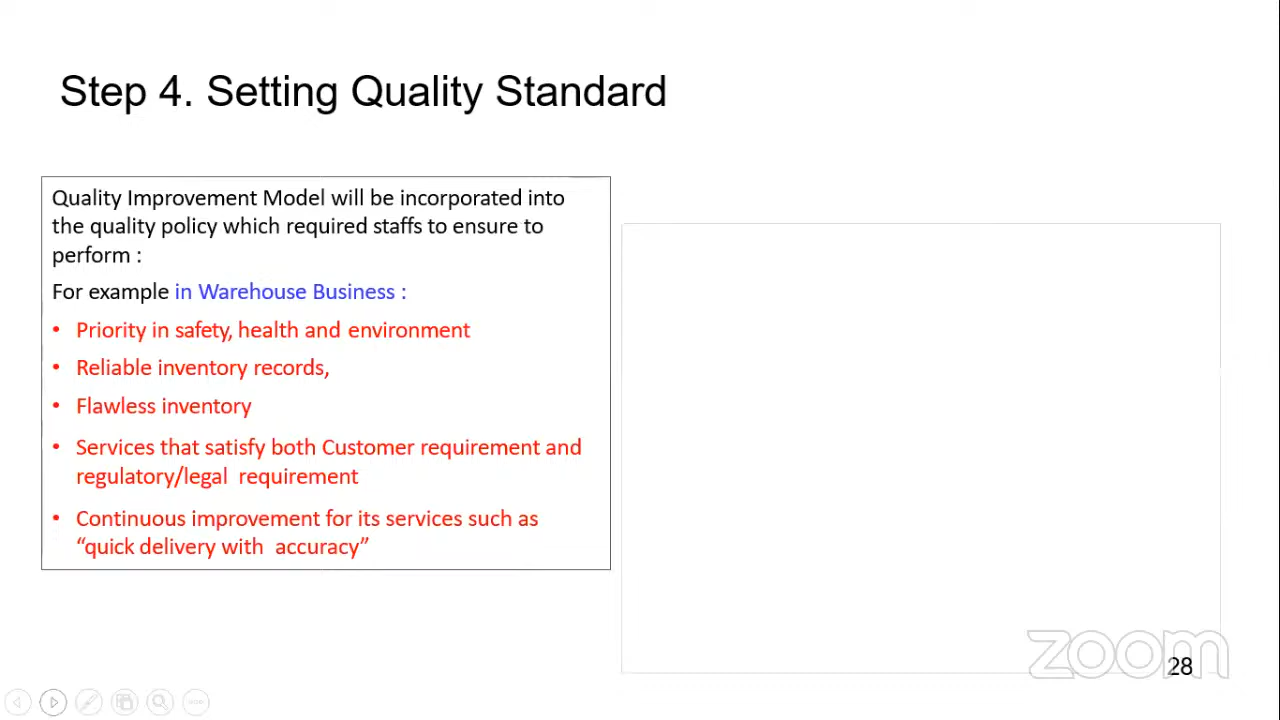 Step 4. Setting Quality Standard
Quality Improvement Model will be incorporated into
the quality policy which required staffs to ensure to
perform :
For example in Warehouse Business :
• Priority in safety, health and environment
• Reliable inventory records,
• Flawless inventory
• Services that satisfy both Customer requirement and
regulatory/legal requirement
• Continuous improvement for its services such as
“quick delivery with accuracy”
zoom
28